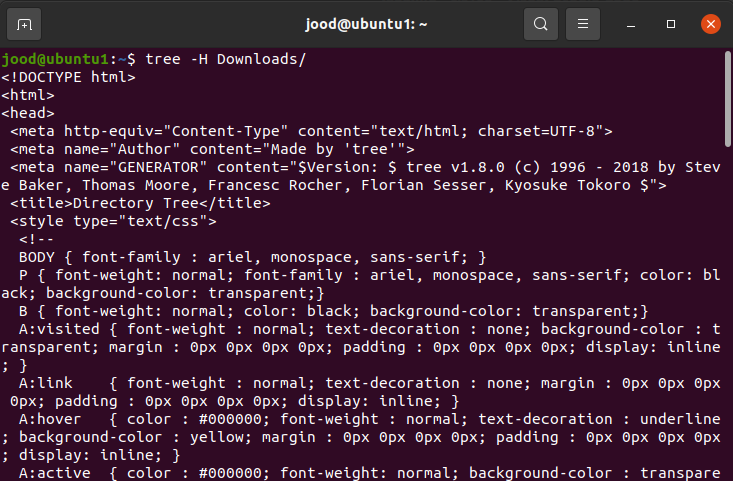 jood@ubuntu1: ~
jood@ubuntu1:~$ tree -H Downloads/
<!DOCTYPE html>
<html>
<head>
 <meta http-equiv="Content-Type" content="text/html; charset=UTF-8">
 <meta name="Author" content="Made by 'tree'">
 <meta name="GENERATOR" content="$Version: $ tree v1.8.0 (c) 1996 - 2018 by Stev
e Baker, Thomas Moore, Francesc Rocher, Florian Sesser, Kyosuke Tokoro $">
 <title>Directory Tree</title>
 <style type="text/css">
  <!--
  BODY { font-family : ariel, monospace, sans-serif; }
  P { font-weight: normal; font-family : ariel, monospace, sans-serif; color: bl
ack; background-color: transparent;}
  B { font-weight: normal; color: black; background-color: transparent;}
  A:visited { font-weight : normal; text-decoration : none; background-color : t
ransparent; margin : 0px 0px 0px 0px; padding : 0px 0px 0px 0px; display: inline
; }
  A:link    { font-weight : normal; text-decoration : none; margin : 0px 0px 0px
 0px; padding : 0px 0px 0px 0px; display: inline; }
  A:hover   { color : #000000; font-weight : normal; text-decoration : underline
; background-color : yellow; margin : 0px 0px 0px 0px; padding : 0px 0px 0px 0px
; display: inline; }
  A:active  { color : #000000; font-weight: normal; background-color : transpare